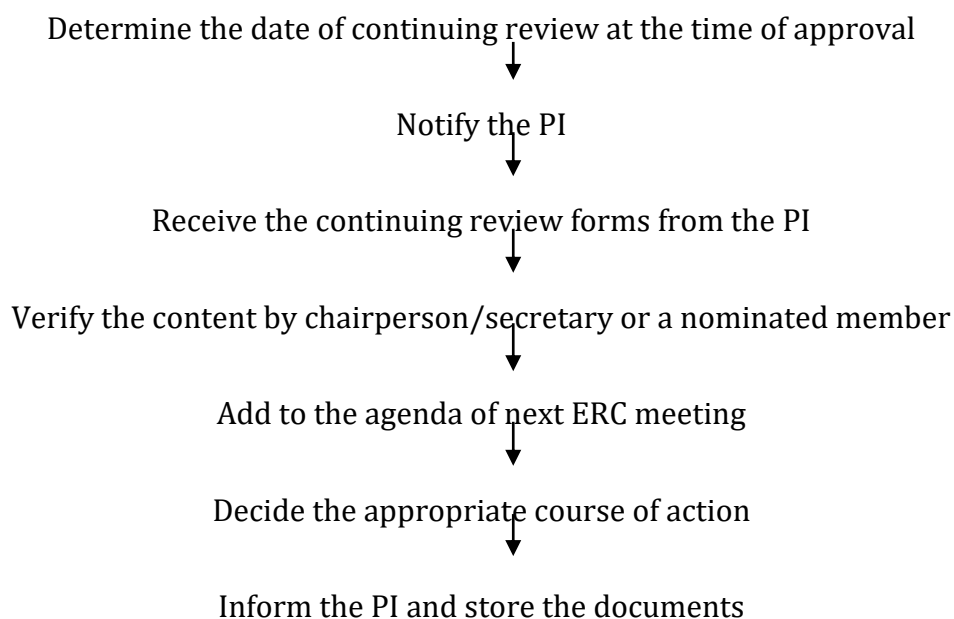 Determine the date of continuing review at the time of approval
Notify the PI
Receive the continuing review forms from the PI
Verify the content by chairperson/secretary or a nominated member
Add to the agenda of next ERC meeting
Decide the appropriate course of action
Inform the PI and store the documents